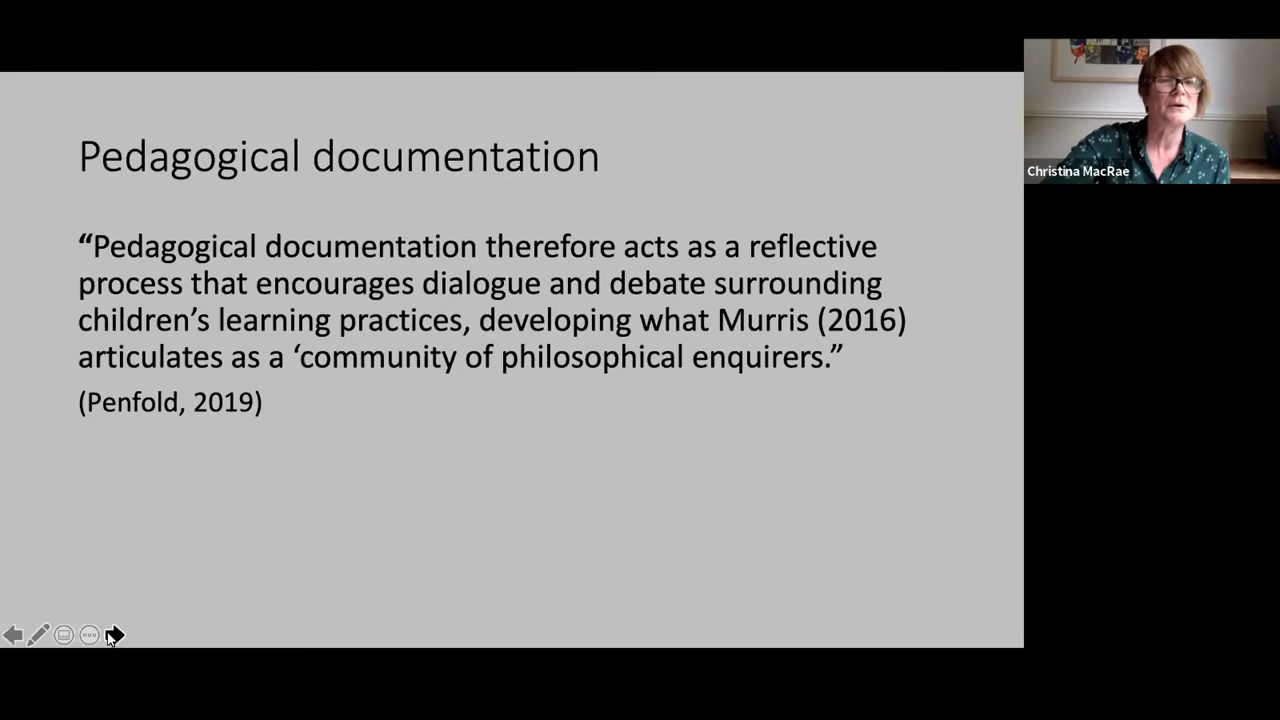 Pedagogical documentation
“Pedagogical documentation therefore acts as a reflective
process that encourages dialogue and debate surrounding
children’s learning practices, developing what Murris (2016)
articulates as a ‘community of philosophical enquirers.”
(Penfold, 2019)
Christina MacRae